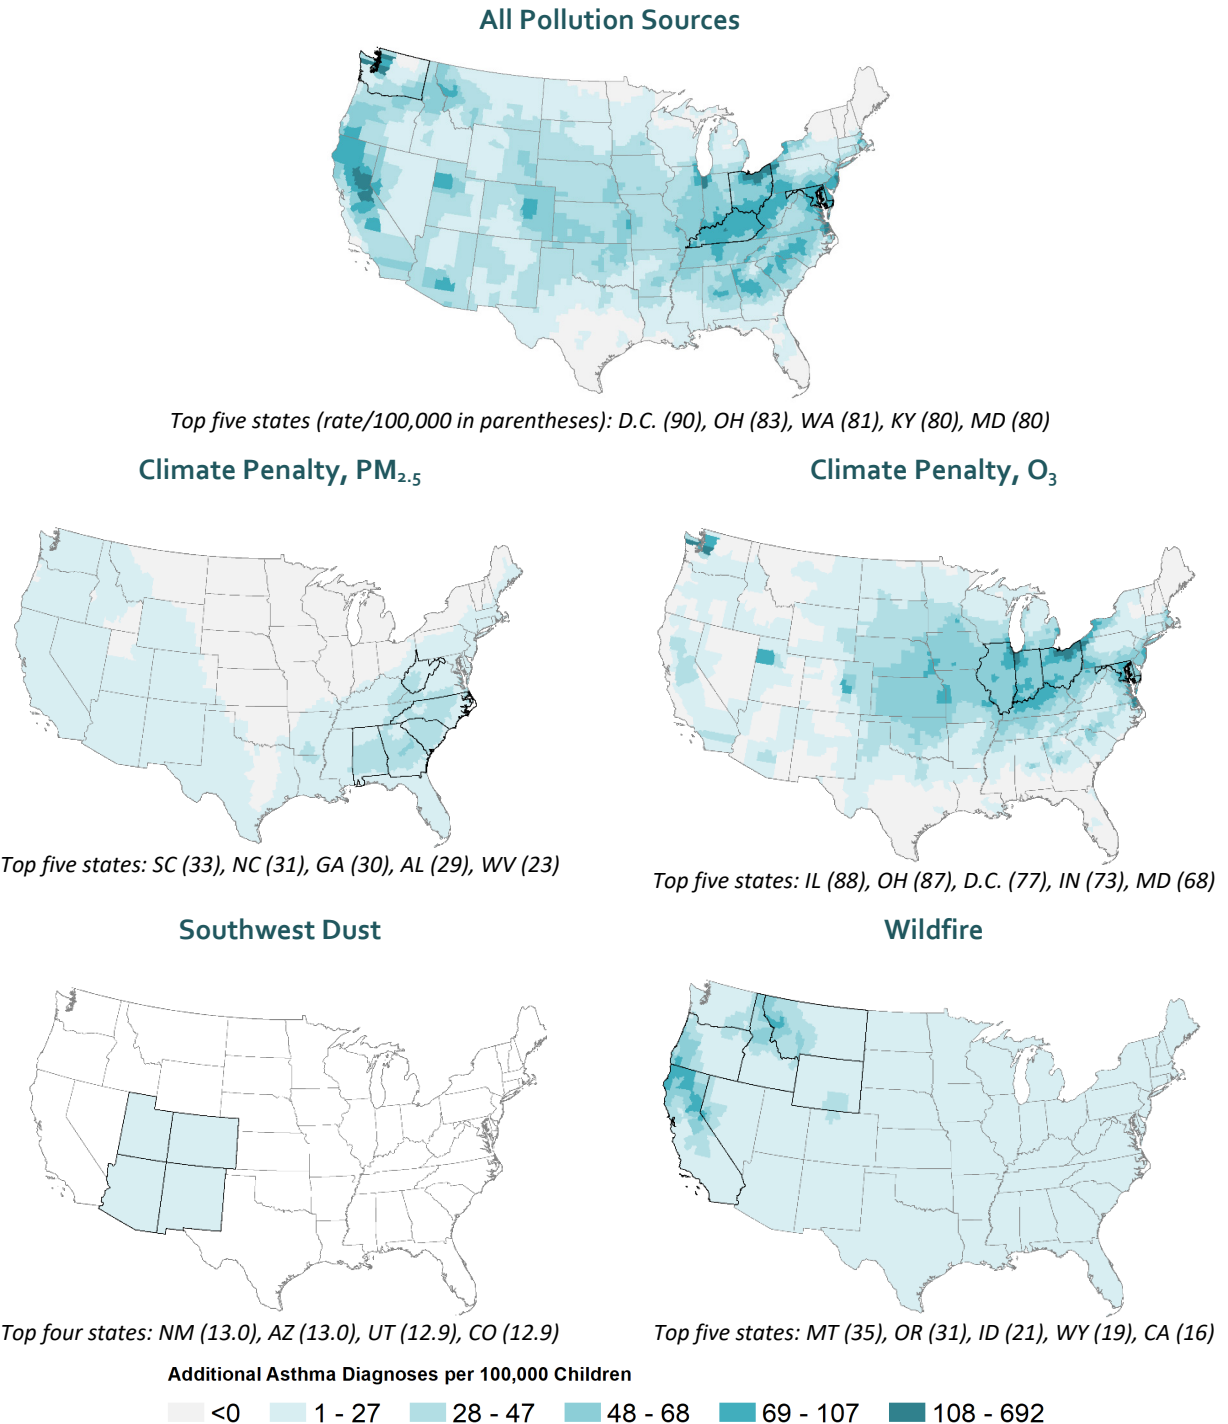 All Pollution Sources
Top five states (rate/100,000 in parentheses): D.C. (90), OH (83), WA (81), KY (80), MD (80)
Climate Penalty, PM₂.₅
Climate Penalty, O₃
Top five states: SC (33), NC (31), GA (30), AL (29), WV (23)
Top five states: IL (88), OH (87), D.C. (77), IN (73), MD (68)
Southwest Dust
Wildfire
Top four states: NM (13.0), AZ (13.0), UT (12.9), CO (12.9)
Top five states: MT (35), OR (31), ID (21), WY (19), CA (16)
Additional Asthma Diagnoses per 100,000 Children
<0 1 - 27 28 - 47 48 - 68 69 - 107 108 - 692